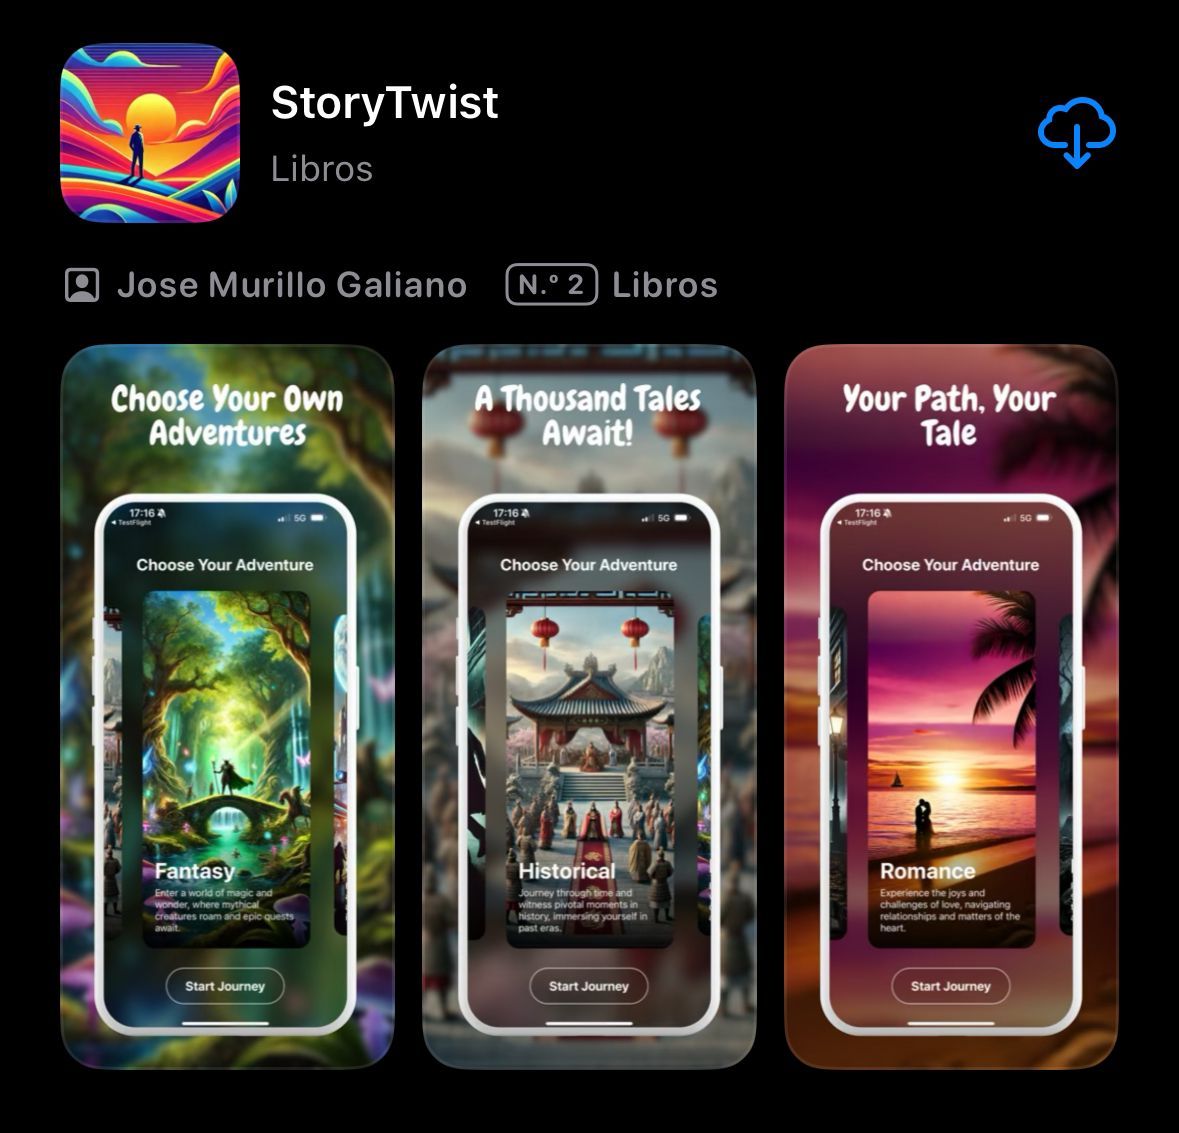 StoryTwist
Libros
Jose Murillo Galiano
N.º 2
Libros
Choose Your Own
Adventures
17:16
5G
◀ TestFlight
Choose Your Adventure
Fantasy
Enter a world of magic and
wonder, where mythical
creatures roam and epic quests
await.
Start Journey
A Thousand Tales
Await!
17:16
5G
◀ TestFlight
Choose Your Adventure
Historical
Journey through time and
witness pivotal moments in
history, immersing yourself in
past eras.
Start Journey
Your Path, Your
Tale
17:16
5G
◀ TestFlight
Choose Your Adventure
Romance
Experience the joys and
challenges of love, navigating
relationships and matters of the
heart.
Start Journey